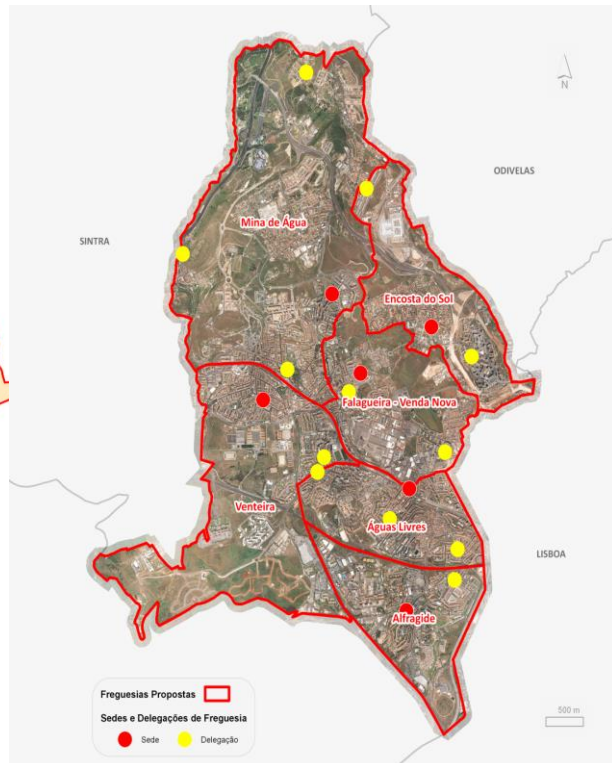 N
ODIVELAS
Mina de Água
SINTRA
Encosta do Sol
Falagueira - Venda Nova
Venteira
Águas Livres
LISBOA
Alfragide
Freguesias Propostas
Sedes e Delegações de Freguesia
Sede
Delegação
500 m